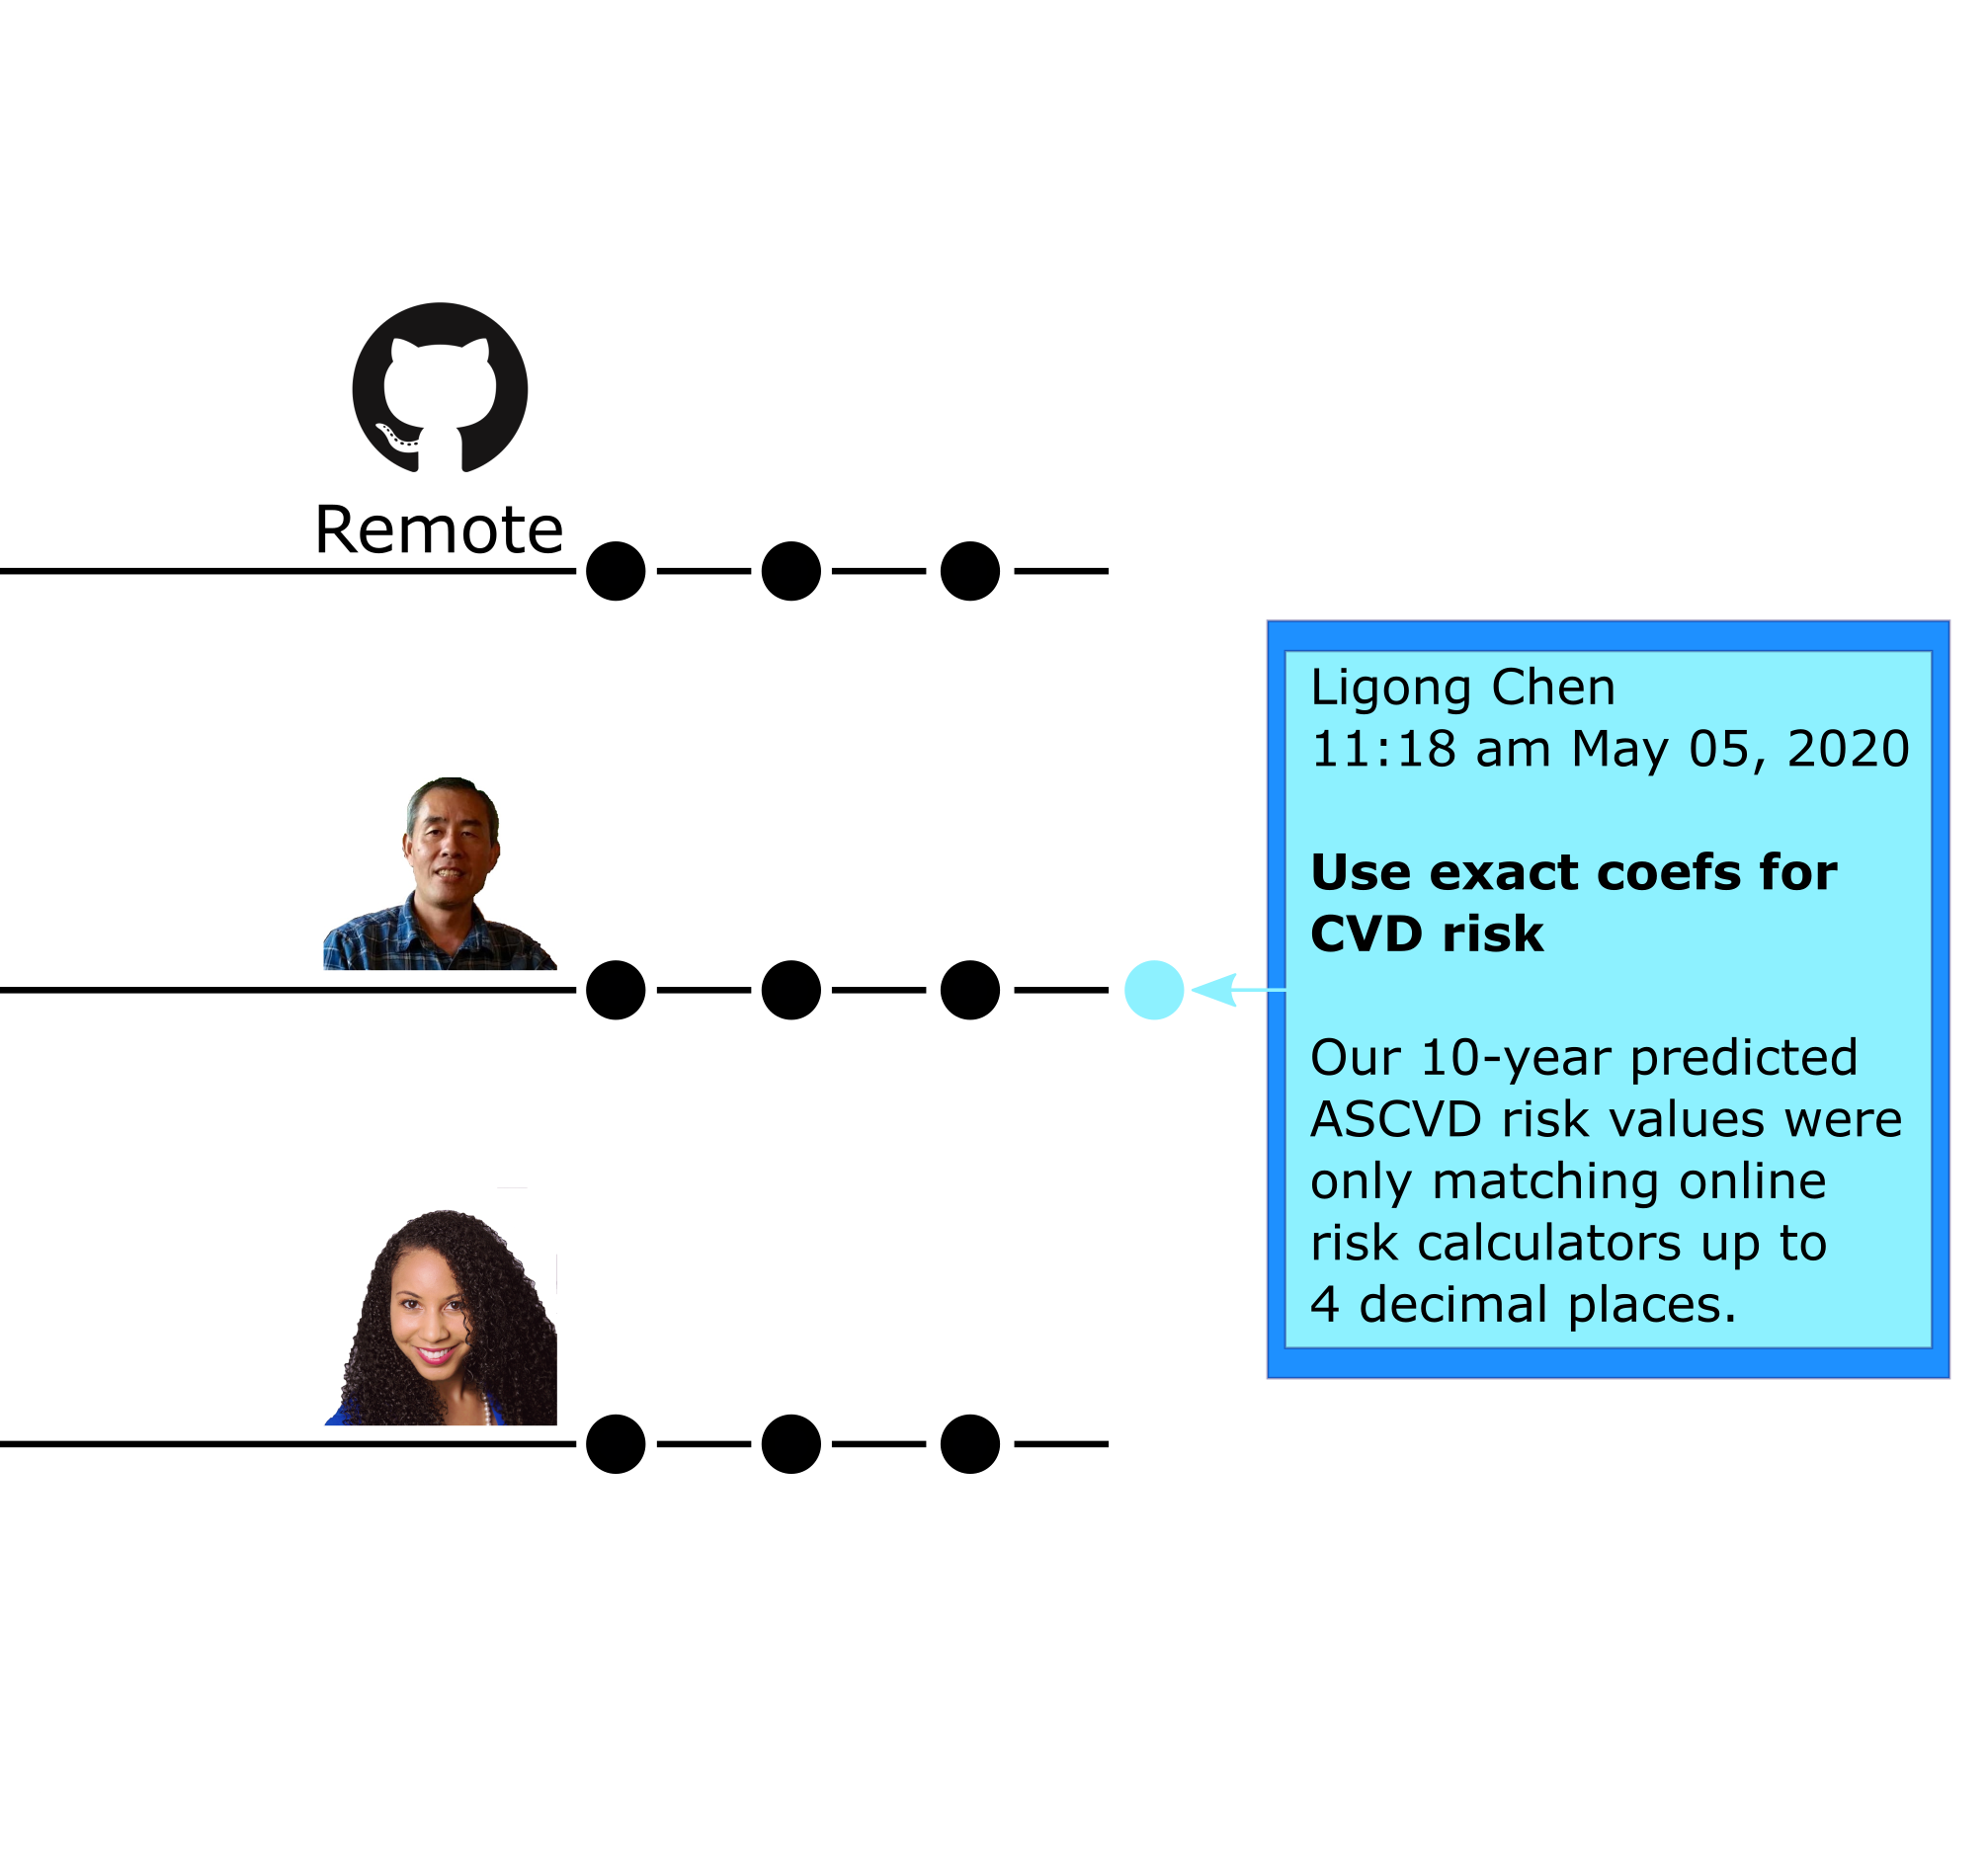 Remote
Ligong Chen
11:18 am May 05, 2020
Use exact coefs for
CVD risk
Our 10-year predicted
ASCVD risk values were
only matching online
risk calculators up to
4 decimal places.